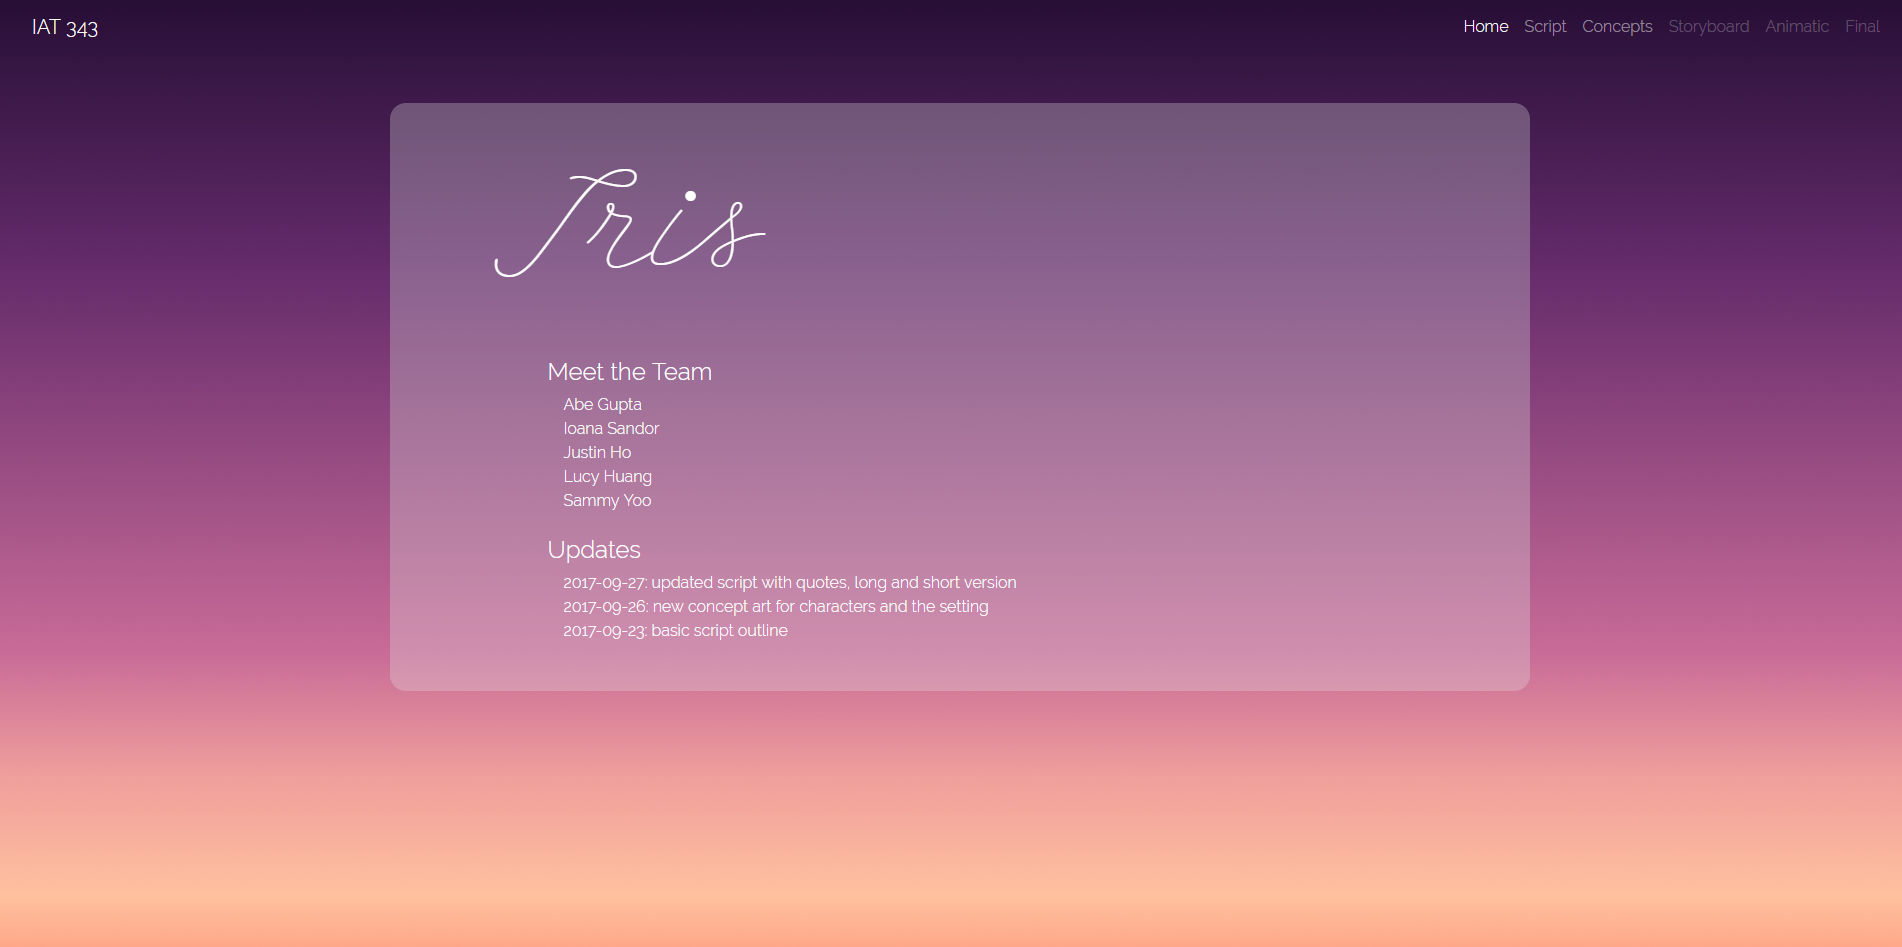 IAT 343
Home Script Concepts Storyboard Animatic Final
Tris
Meet the Team
Abe Gupta
Ioana Sandor
Justin Ho
Lucy Huang
Sammy Yoo
Updates
2017-09-27: updated script with quotes, long and short version
2017-09-26: new concept art for characters and the setting
2017-09-23: basic script outline